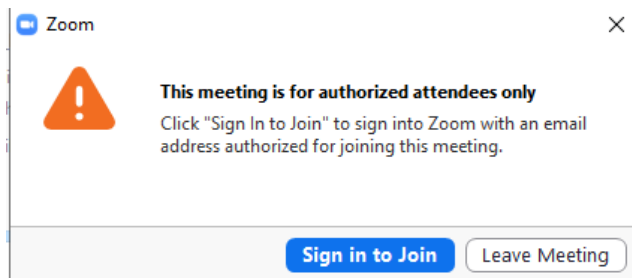 Zoom
This meeting is for authorized attendees only
Click "Sign In to Join" to sign into Zoom with an email
address authorized for joining this meeting.
Sign in to Join
Leave Meeting